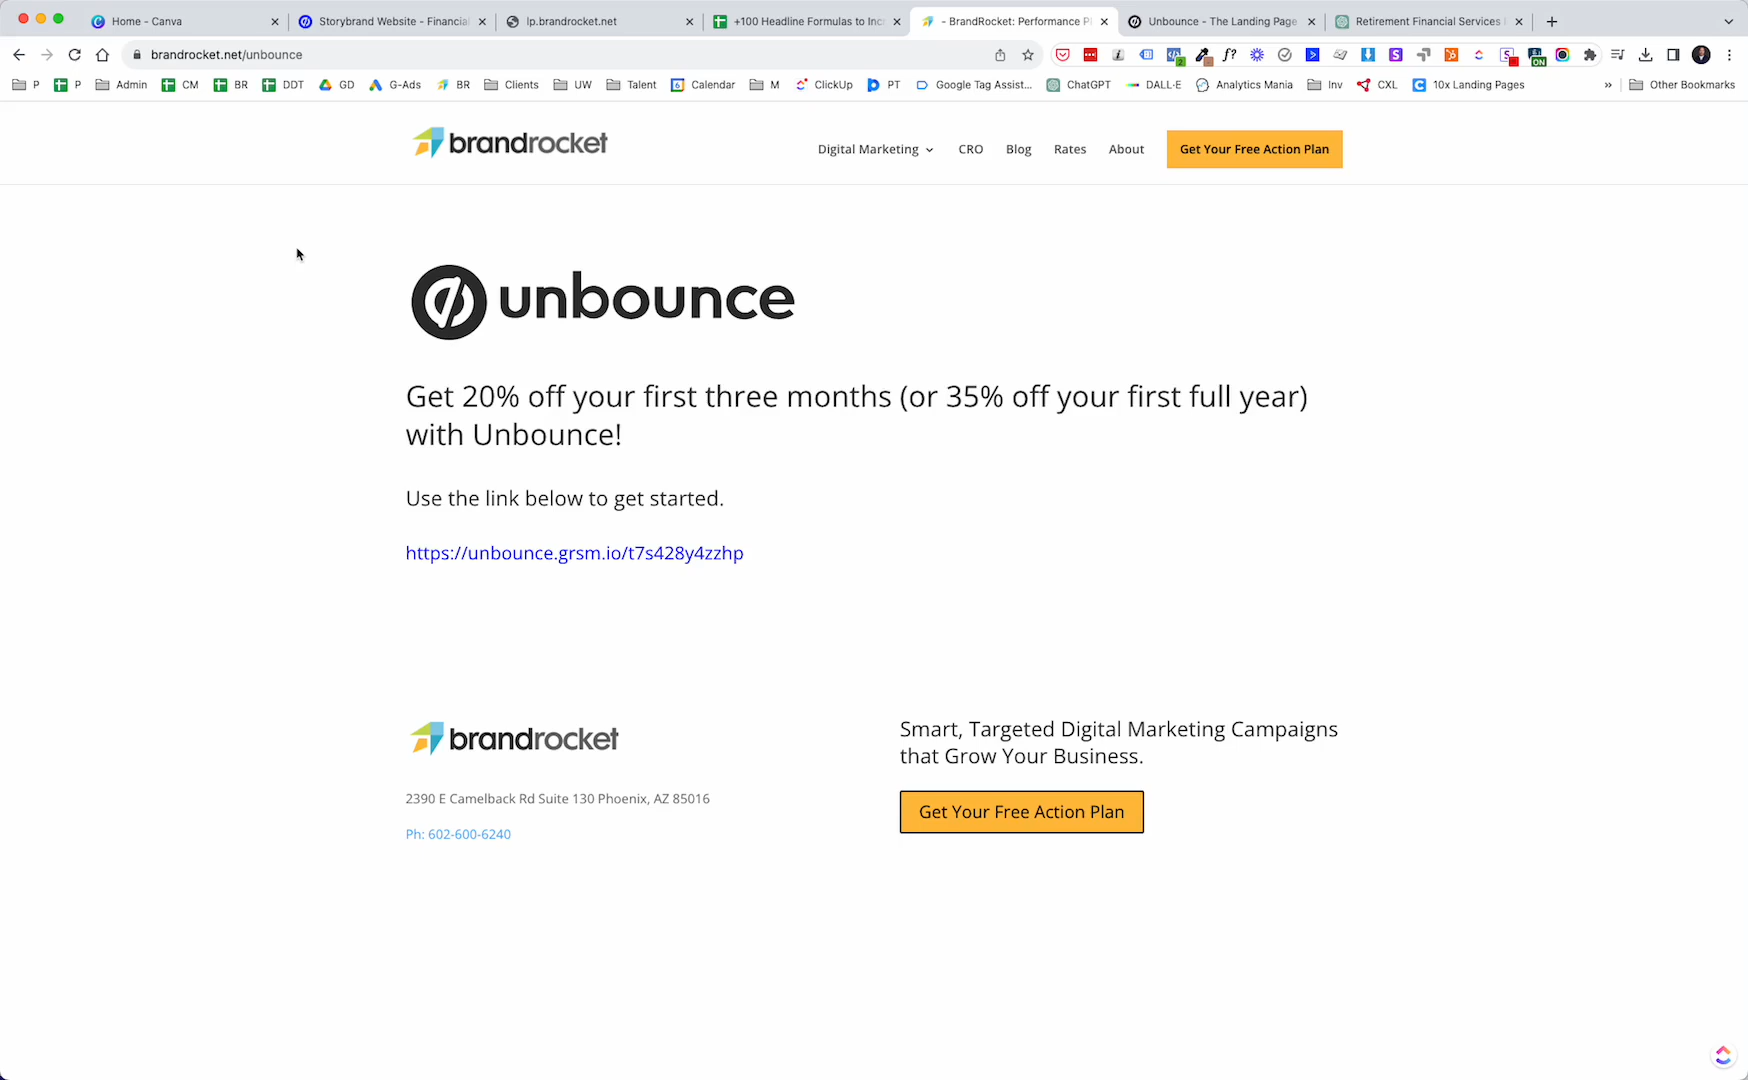 Home - Canva
Storybrand Website - Financial
lp.brandrocket.net
+100 Headline Formulas to Inc
- BrandRocket: Performance P
Unbounce - The Landing Page
Retirement Financial Services
brandrocket.net/unbounce
P
P
Admin
CM
BR
DDT
GD
G-Ads
BR
Clients
UW
Talent
Calendar
M
ClickUp
PT
Google Tag Assist...
ChatGPT
DALL·E
Analytics Mania
Inv
CXL
10x Landing Pages
»
Other Bookmarks
brandrocket
Digital Marketing
CRO
Blog
Rates
About
Get Your Free Action Plan
unbounce
Get 20% off your first three months (or 35% off your first full year)
with Unbounce!
Use the link below to get started.
https://unbounce.grsm.io/t7s428y4zzhp
brandrocket
Smart, Targeted Digital Marketing Campaigns
that Grow Your Business.
2390 E Camelback Rd Suite 130 Phoenix, AZ 85016
Get Your Free Action Plan
Ph: 602-600-6240